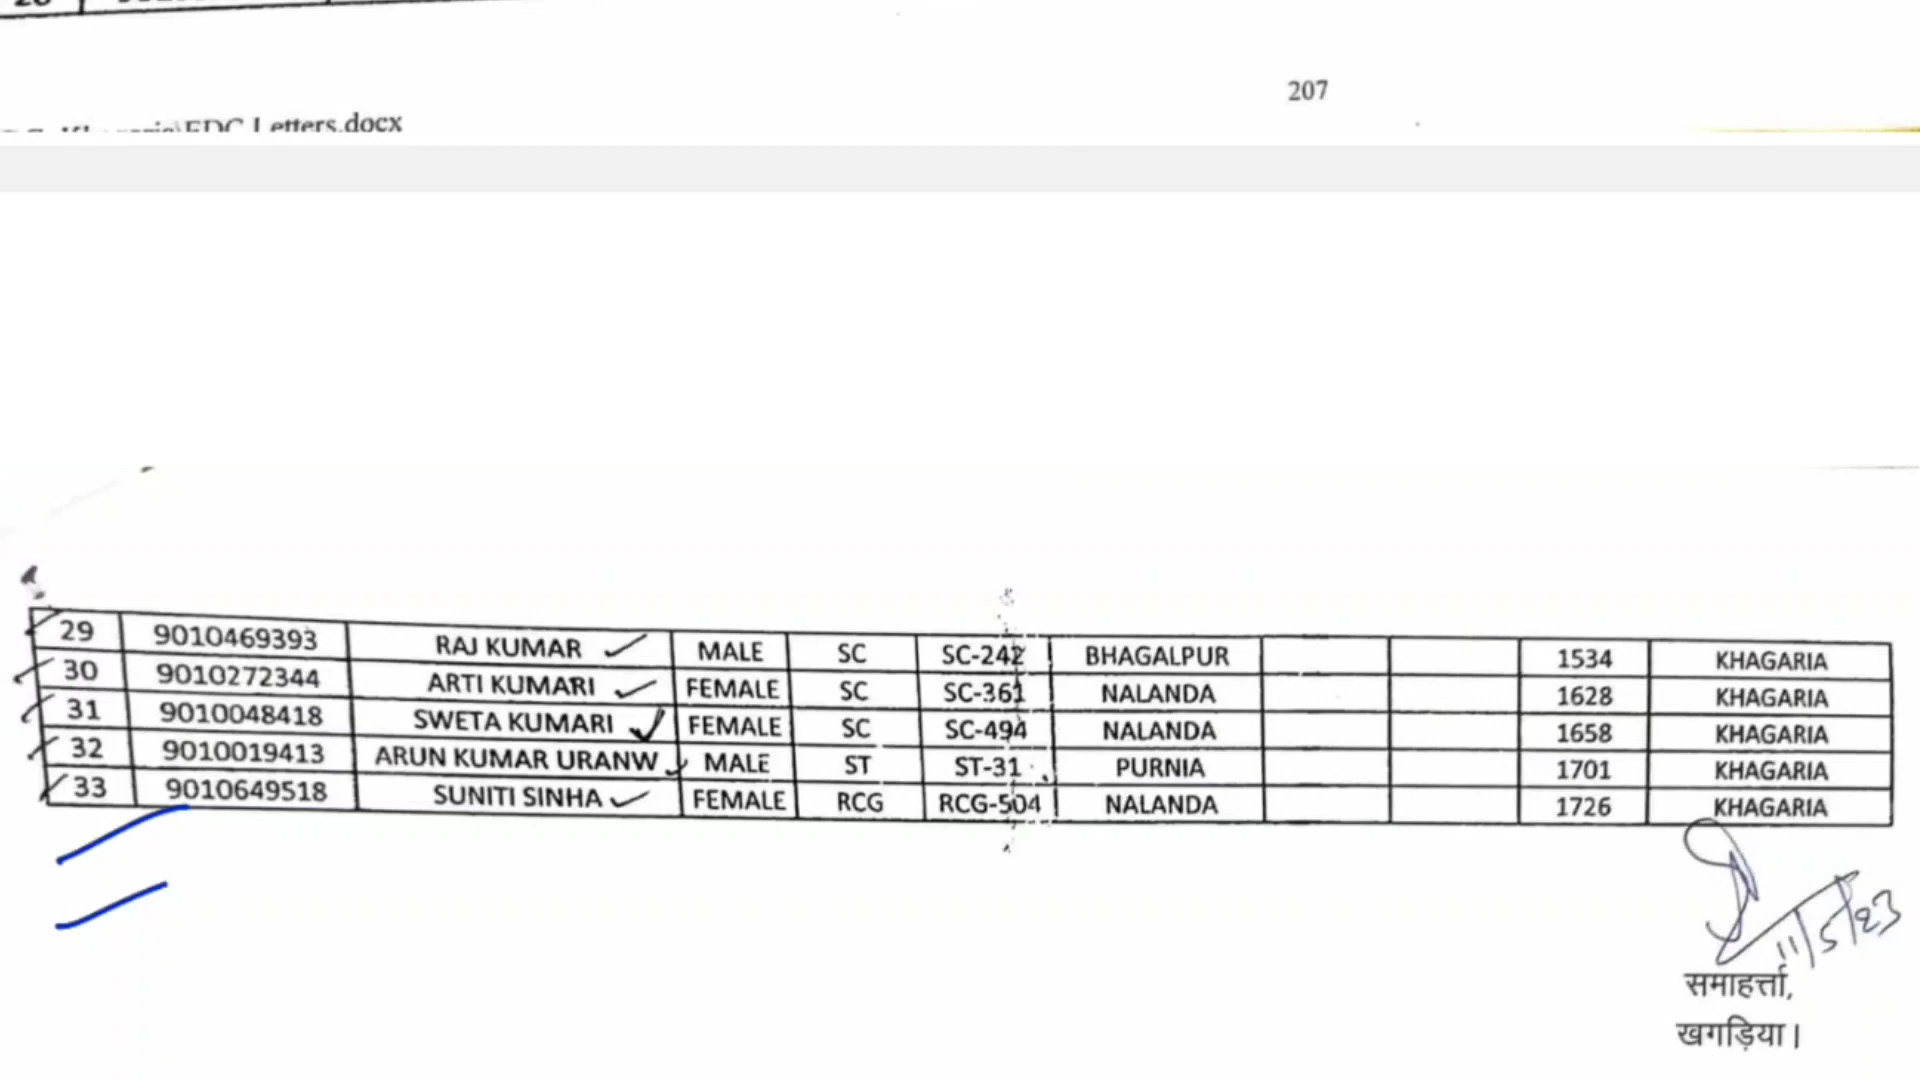 207
EDC Letters.docx
29 9010469393 RAJ KUMAR MALE SC SC-242 BHAGALPUR 1534 KHAGARIA
30 9010272344 ARTI KUMARI FEMALE SC SC-361 NALANDA 1628 KHAGARIA
31 9010048418 SWETA KUMARI FEMALE SC SC-494 NALANDA 1658 KHAGARIA
32 9010019413 ARUN KUMAR URANW MALE ST ST-31 PURNIA 1701 KHAGARIA
33 9010649518 SUNITI SINHA FEMALE RCG RCG-504 NALANDA 1726 KHAGARIA
11/5/23
समाहर्त्ता,
खगड़िया।